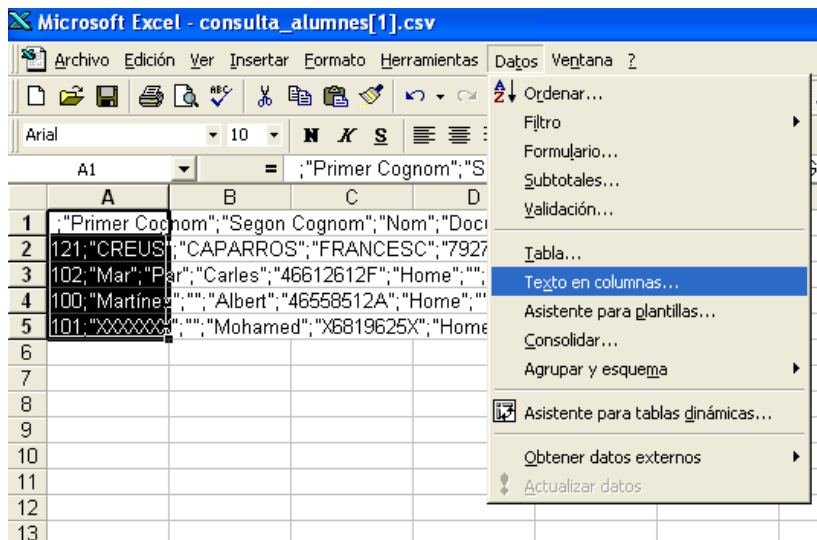 Microsoft Excel - consulta_alumnes[1].csv
Archivo Edición Ver Insertar Formato Herramientas Datos Ventana ?
Arial 10 N K S
A1 = ;"Primer Cognom";"S
A B C D
1 ;"Primer Cognom";"Segon Cognom";"Nom";"Doc
2 121;"CREUS";"CAPARROS";"FRANCESC";"7927
3 102;"Mar";"Par";"Carles";"46612612F";"Home";"";
4 100;"Martínez";"";"Albert";"46558512A";"Home";"
5 101;"XXXXXXX";"";"Mohamed";"X6819625X";"Home
6
7
8
9
10
11
12
13
Ordenar...
Filtro
Formulario...
Subtotales...
Validación...
Tabla...
Texto en columnas...
Asistente para plantillas...
Consolidar...
Agrupar y esquema
Asistente para tablas dinámicas...
Obtener datos externos
Actualizar datos